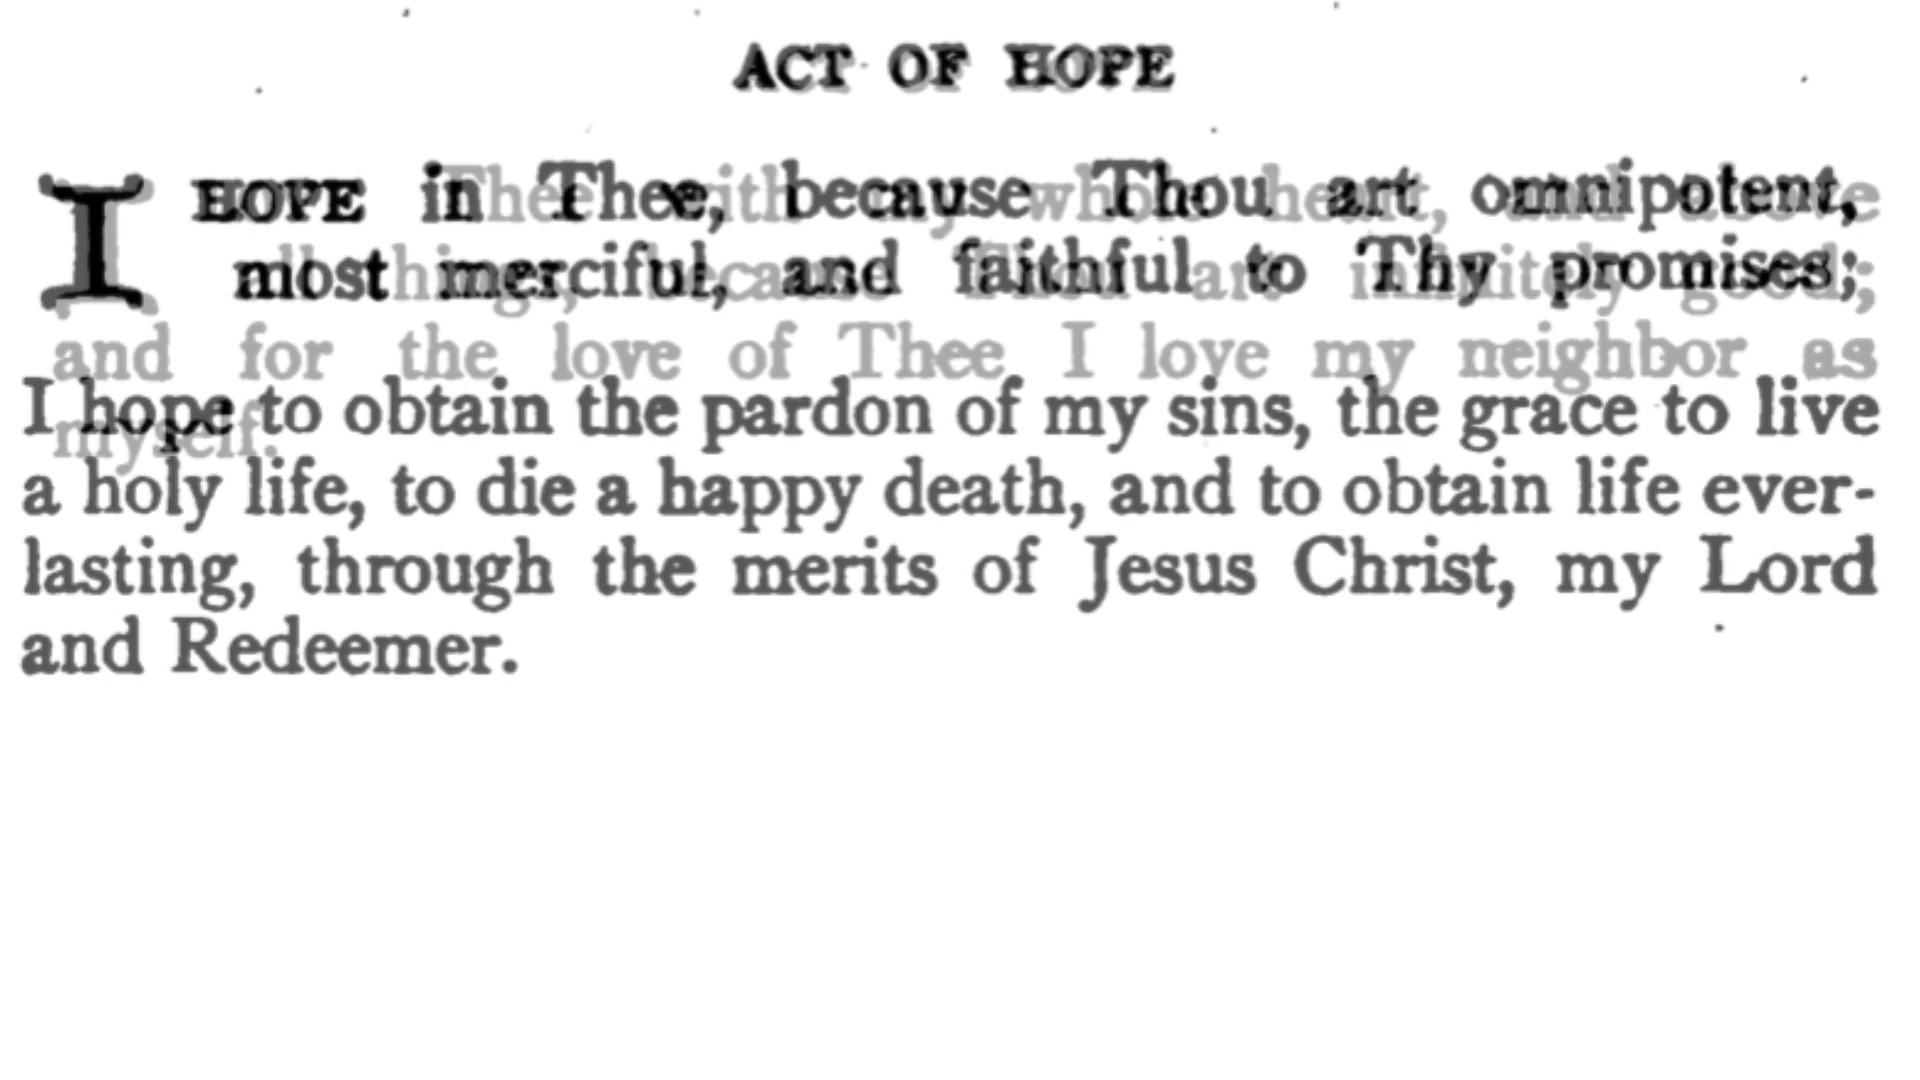 ACT OF HOPE
I HOPE in Thee, because Thou art omnipotent,
most merciful, and faithful to Thy promises;
and for the love of Thee I love my neighbor as
myself.
I hope to obtain the pardon of my sins, the grace to live
a holy life, to die a happy death, and to obtain life ever-
lasting, through the merits of Jesus Christ, my Lord
and Redeemer.